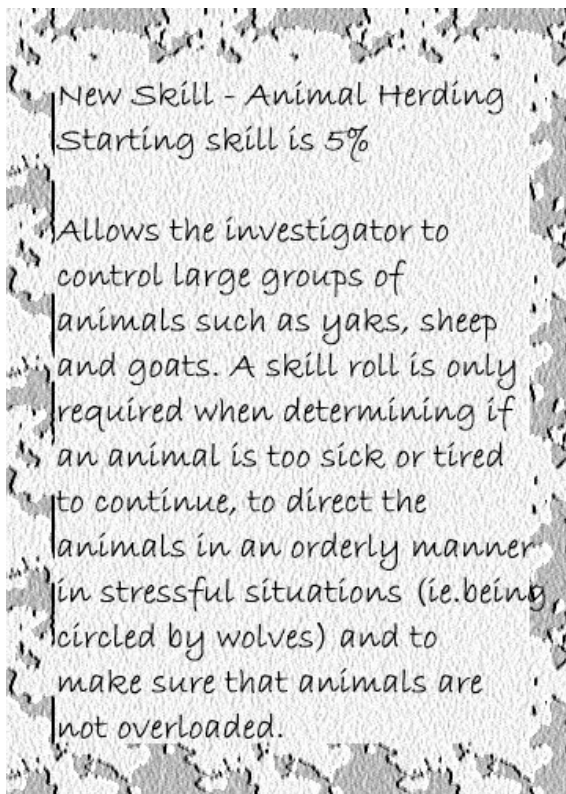 New Skill - Animal Herding
Starting skill is 5%
Allows the investigator to
control large groups of
animals such as yaks, sheep
and goats. A skill roll is only
required when determining if
an animal is too sick or tired
to continue, to direct the
animals in an orderly manner
in stressful situations (ie.being
circled by wolves) and to
make sure that animals are
not overloaded.